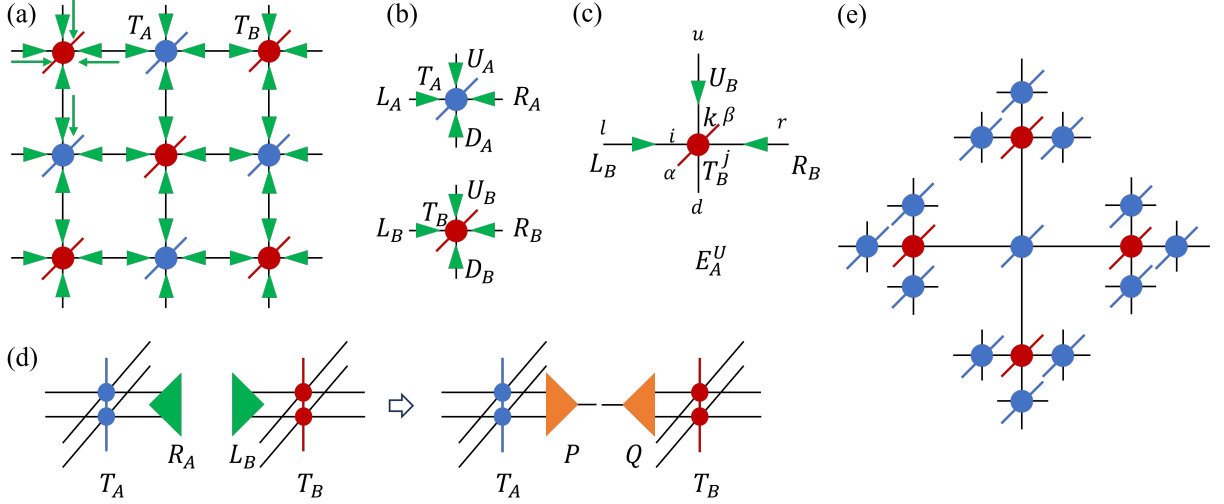 (a)
T_A
T_B
(b)
U_A
T_A
L_A
R_A
D_A
U_B
T_B
L_B
R_B
D_B
(c)
u
U_B
k
β
l
i
r
L_B
α
T_B
j
R_B
d
E_A^U
(d)
R_A
L_B
T_A
T_B
P
Q
T_A
T_B
(e)